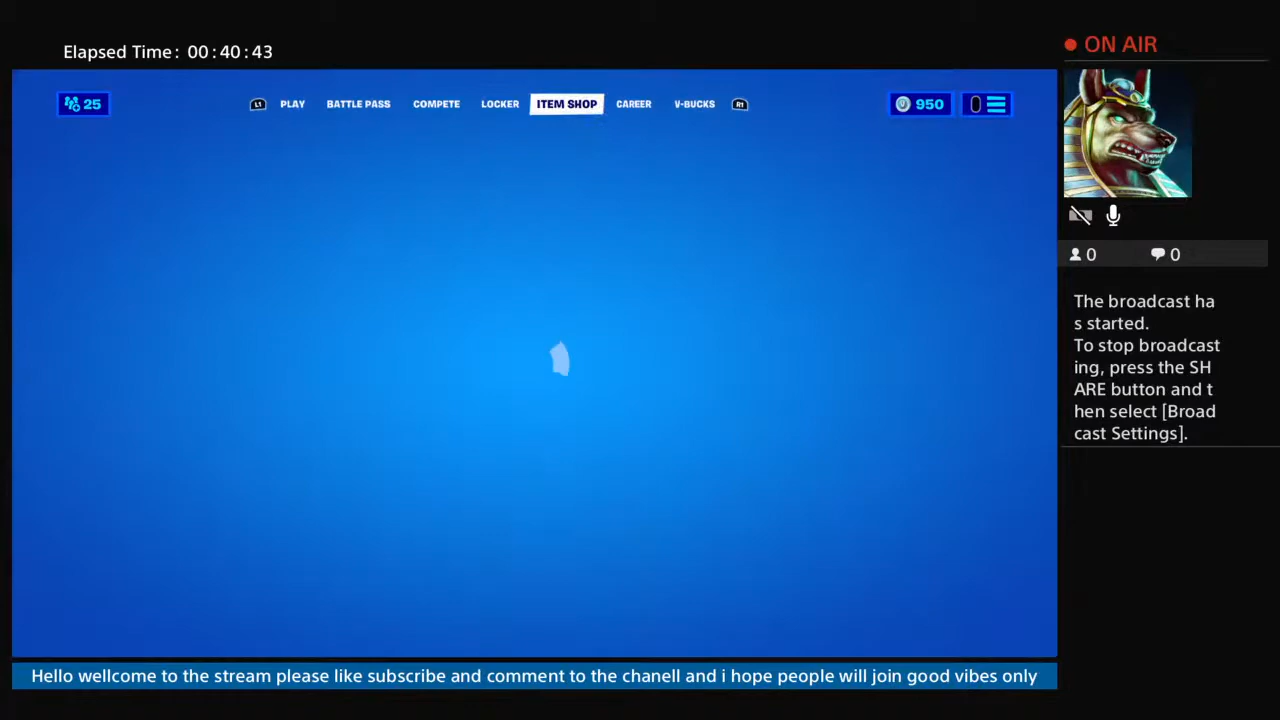 Elapsed Time: 00:40:43
ON AIR
25
L1
PLAY
BATTLE PASS
COMPETE
LOCKER
ITEM SHOP
CAREER
V-BUCKS
R1
950
0
0
The broadcast ha
s started.
To stop broadcast
ing, press the SH
ARE button and t
hen select [Broad
cast Settings].
Hello wellcome to the stream please like subscribe and comment to the chanell and i hope people will join good vibes only